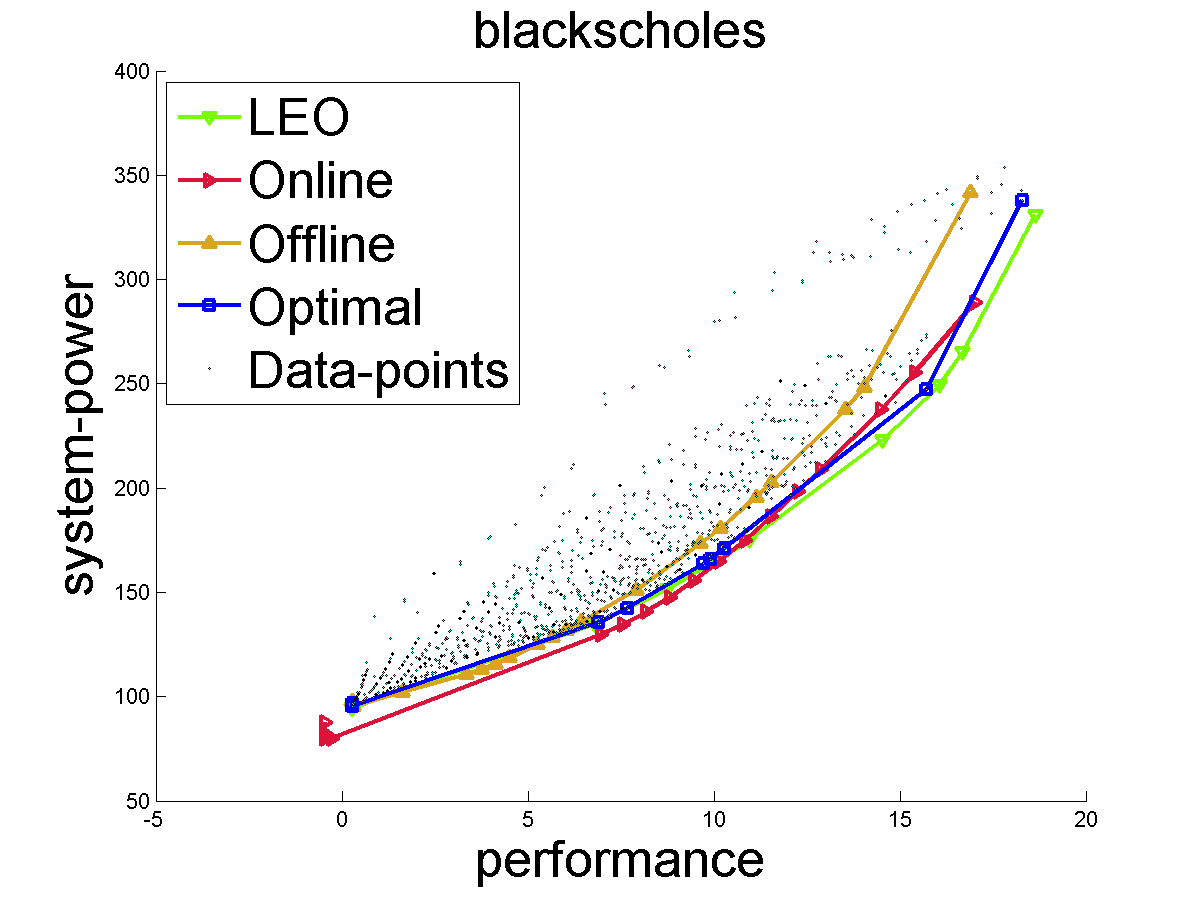 blackscholes
400
350
300
250
200
150
100
50
system-power
LEO
Online
Offline
Optimal
Data-points
-5 0 5 10 15 20
performance